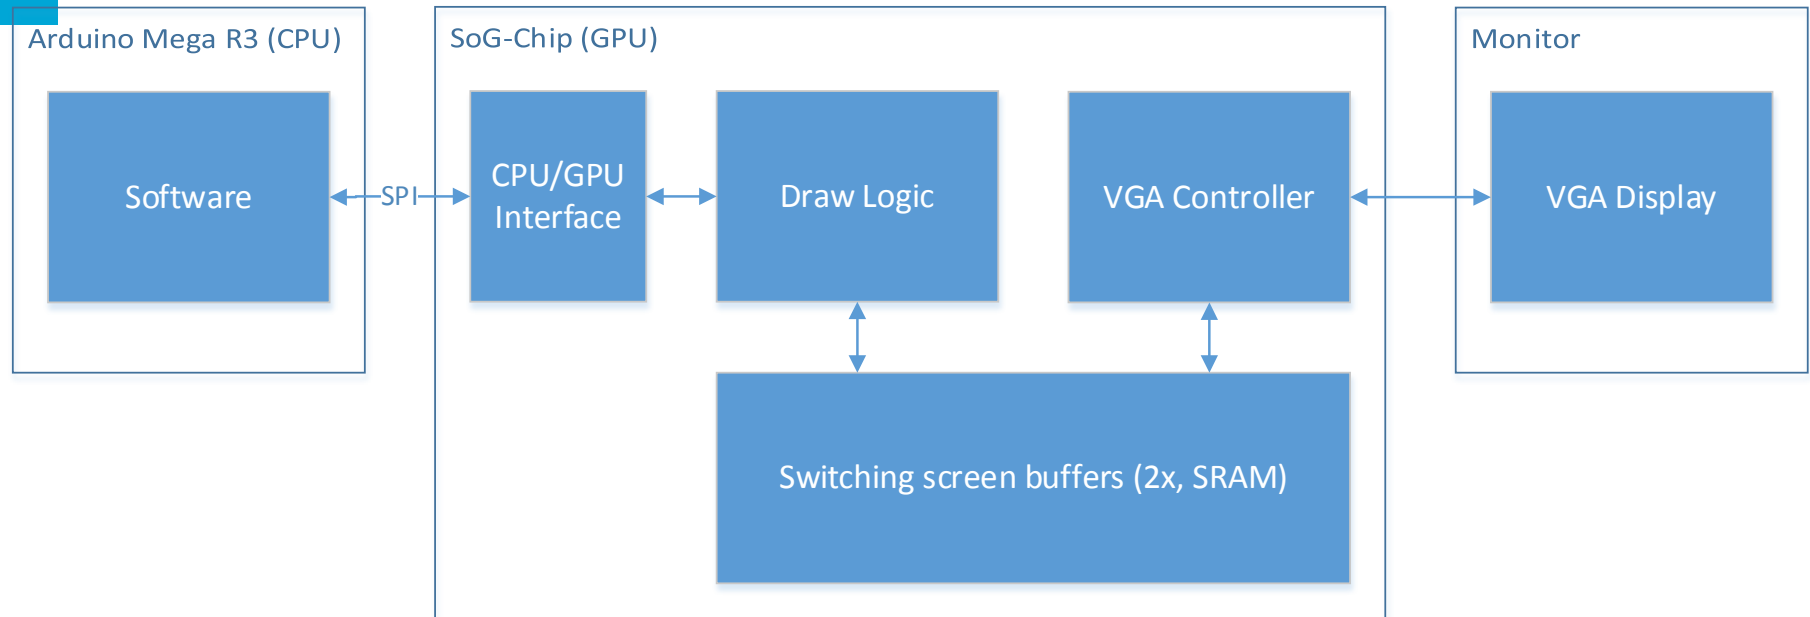 Arduino Mega R3 (CPU)
SoG-Chip (GPU)
Monitor
Software
SPI
CPU/GPU
Interface
Draw Logic
VGA Controller
VGA Display
Switching screen buffers (2x, SRAM)